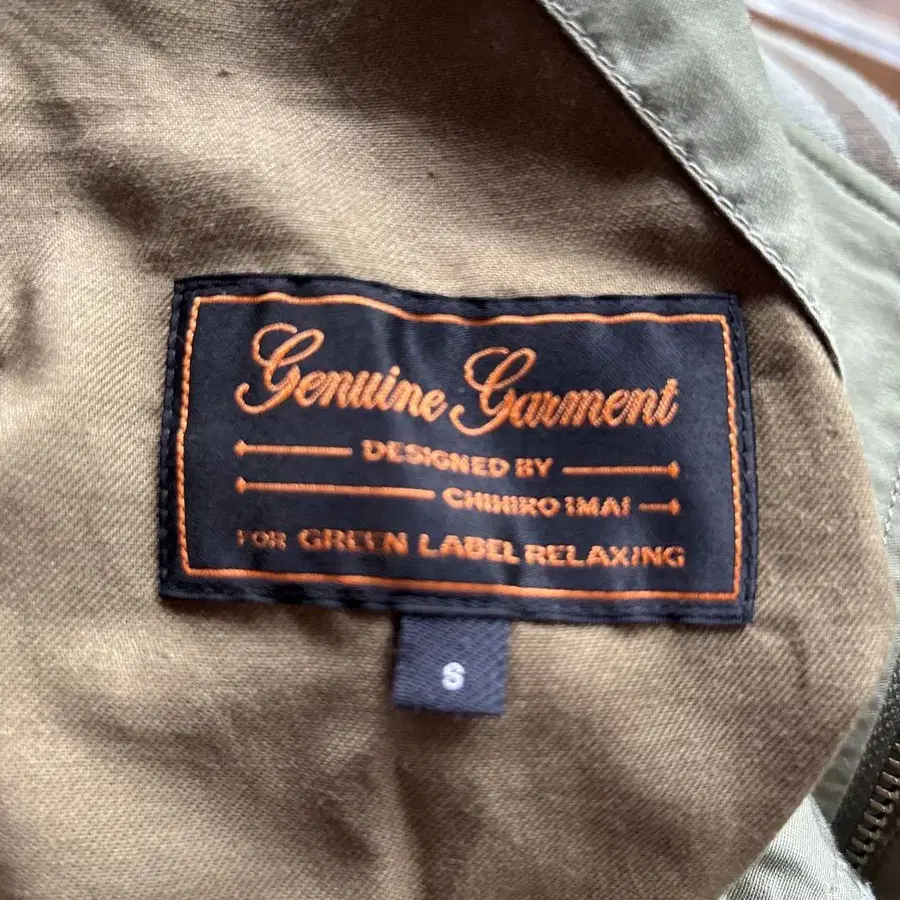 Genuine Garment
DESIGNED BY
CHIHIRO IMAI
FOR GREEN LABEL RELAXING
S